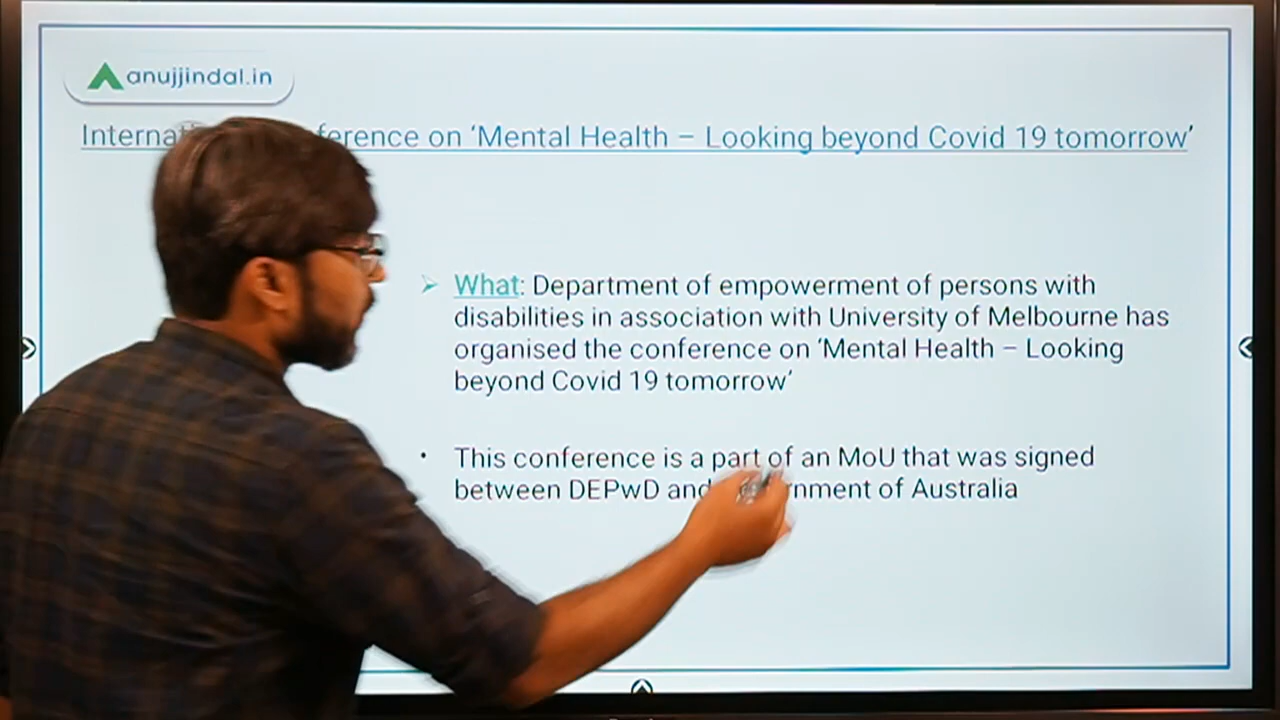 anujjindal.in
ference on ‘Mental Health – Looking beyond Covid 19 tomorrow’
What: Department of empowerment of persons with
disabilities in association with University of Melbourne has
organised the conference on ‘Mental Health – Looking
beyond Covid 19 tomorrow’
This conference is a part of an MoU that was signed
between DEPwD and nment of Australia